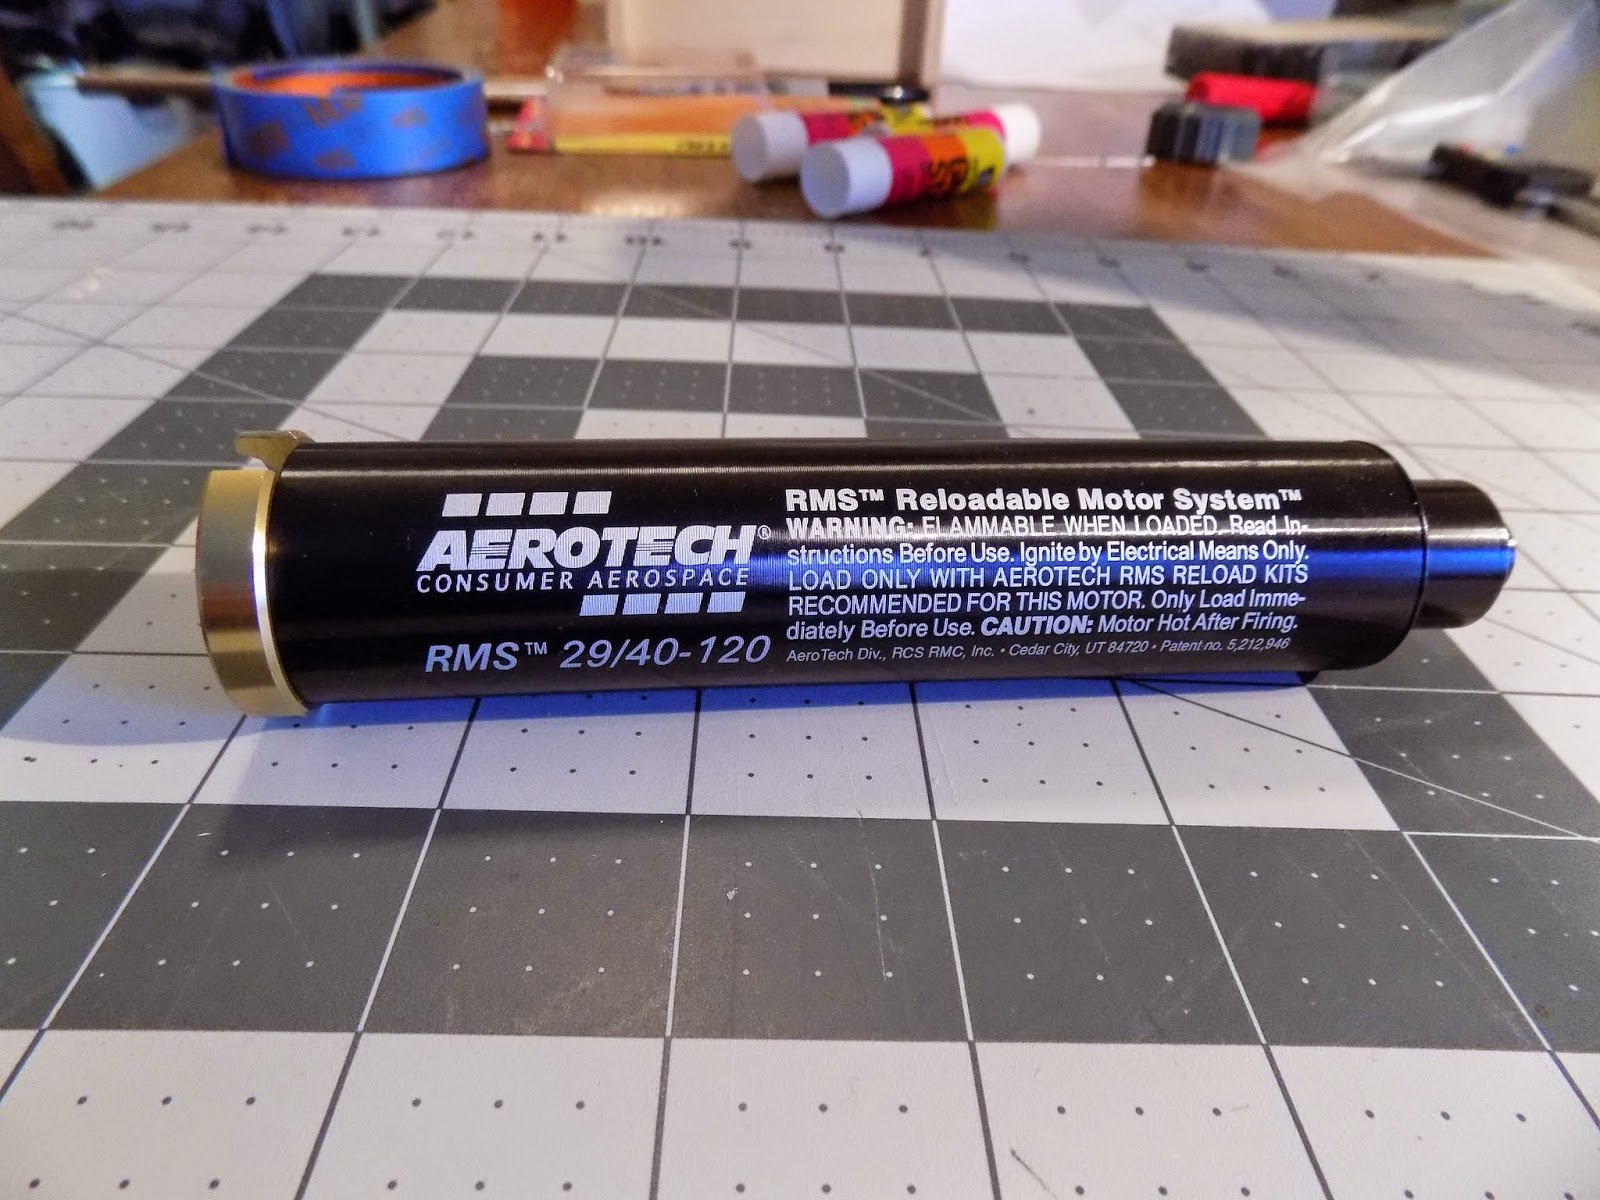 AEROTECH®
CONSUMER AEROSPACE
RMS™ 29/40-120
RMS™ Reloadable Motor System™
WARNING: FLAMMABLE WHEN LOADED. Read In-
structions Before Use. Ignite by Electrical Means Only.
LOAD ONLY WITH AEROTECH RMS RELOAD KITS
RECOMMENDED FOR THIS MOTOR. Only Load Imme-
diately Before Use. CAUTION: Motor Hot After Firing.
AeroTech Div., RCS RMC, Inc. • Cedar City, UT 84720 • Patent no. 5,212,946